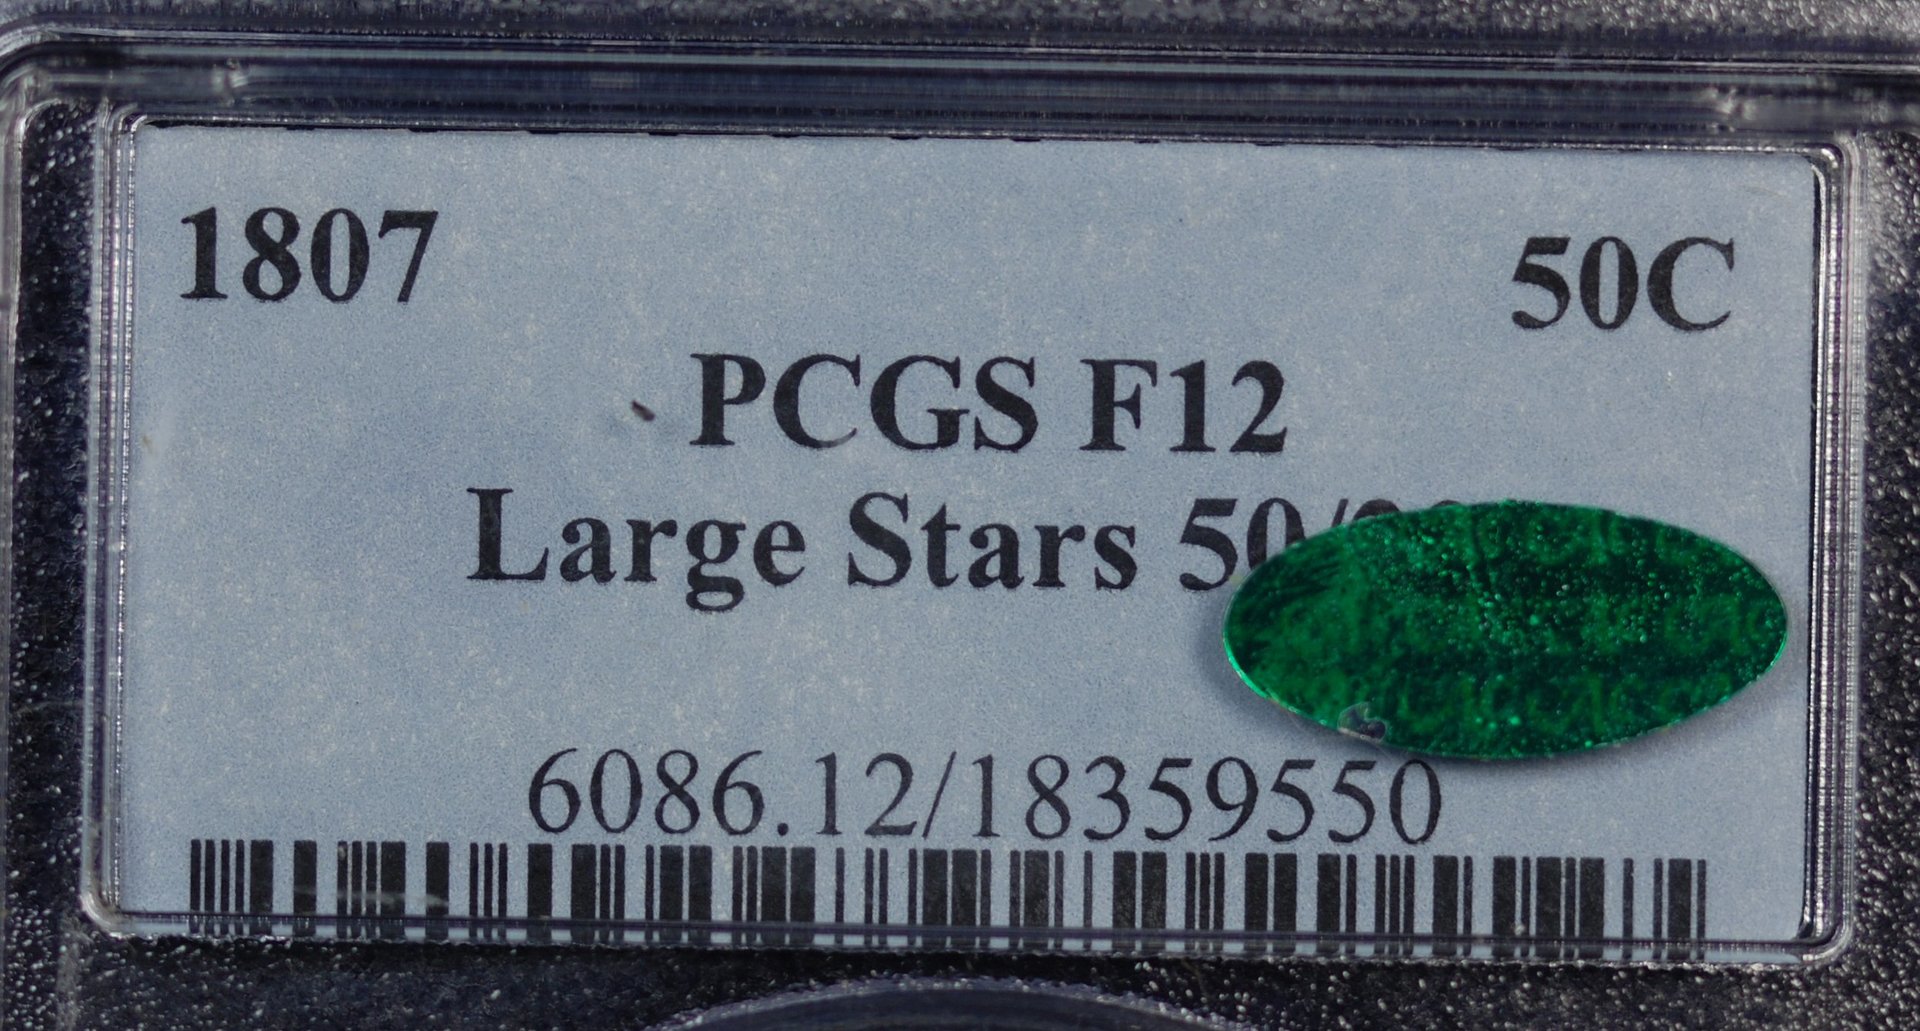 1807 50C
PCGS F12
Large Stars 50/
6086.12/18359550